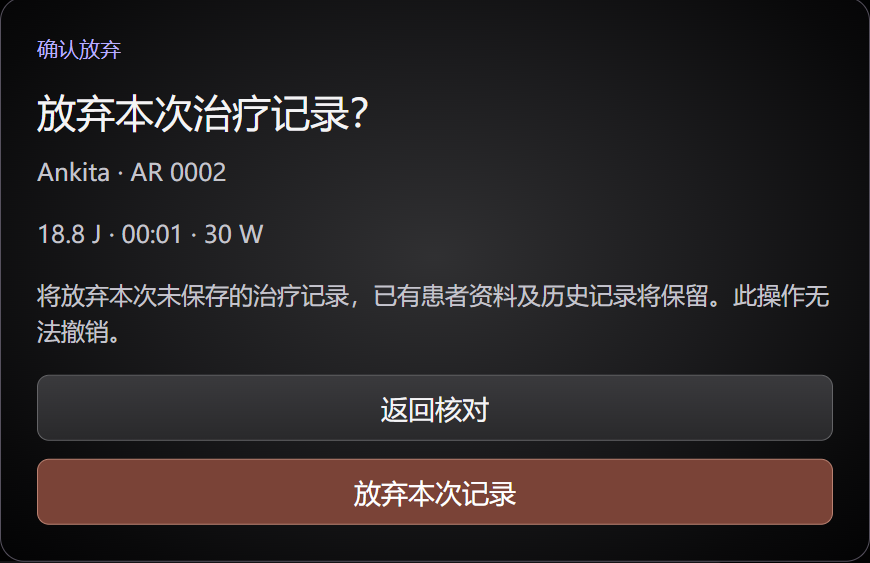 确认放弃
放弃本次治疗记录？
Ankita · AR 0002
18.8 J · 00:01 · 30 W
将放弃本次未保存的治疗记录，已有患者资料及历史记录将保留。此操作无
法撤销。
返回核对
放弃本次记录